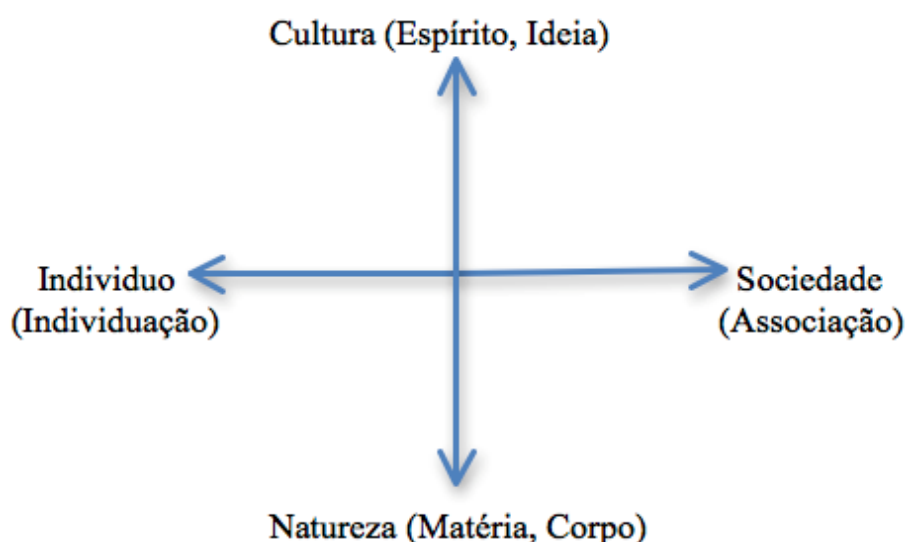 Cultura (Espírito, Ideia)
Individuo
(Individuação)
Sociedade
(Associação)
Natureza (Matéria, Corpo)